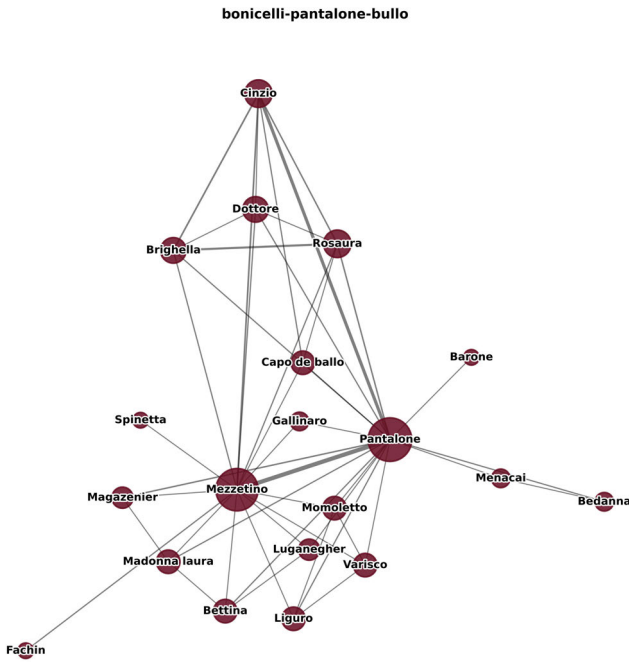 bonicelli-pantalone-bullo
Cinzio
Dottore
Rosaura
Brighella
Capo de ballo
Barone
Spinetta
Gallinaro
Pantalone
Menacai
Mezzetino
Magazenier
Bedanna
Momoletto
Luganegher
Madonna laura
Varisco
Bettina
Liguro
Fachin